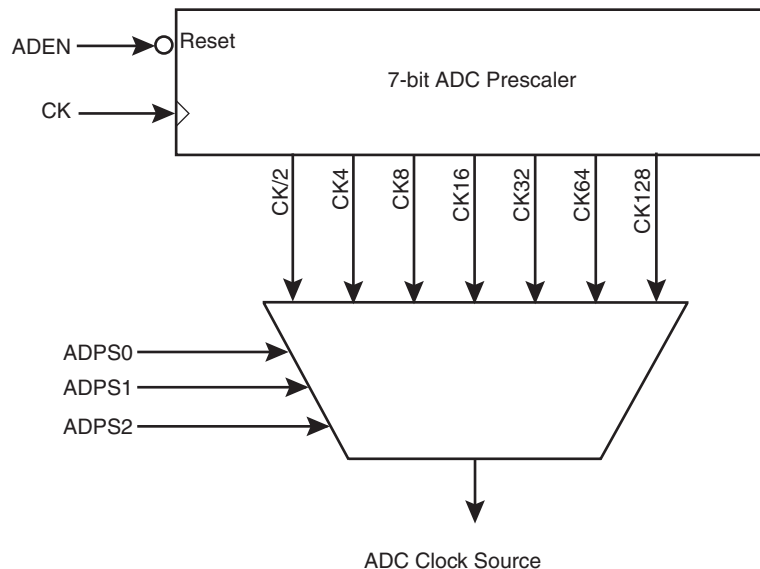 ADEN
Reset
7-bit ADC Prescaler
CK
CK/2
CK4
CK8
CK16
CK32
CK64
CK128
ADPS0
ADPS1
ADPS2
ADC Clock Source